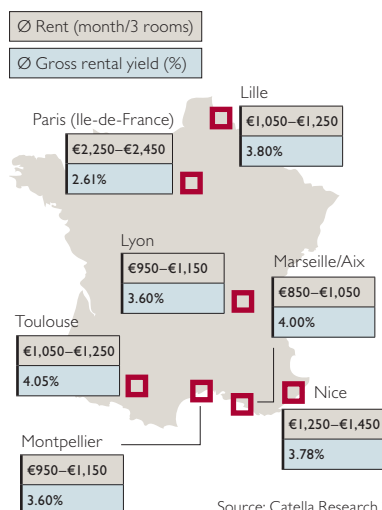 Ø Rent (month/3 rooms)
Ø Gross rental yield (%)
Lille
€1,050–€1,250
3.80%
Paris (Ile-de-France)
€2,250–€2,450
2.61%
Lyon
€950–€1,150
3.60%
Marseille/Aix
€850–€1,050
4.00%
Toulouse
€1,050–€1,250
4.05%
Nice
€1,250–€1,450
3.78%
Montpellier
€950–€1,150
3.60%
Source: Catella Research